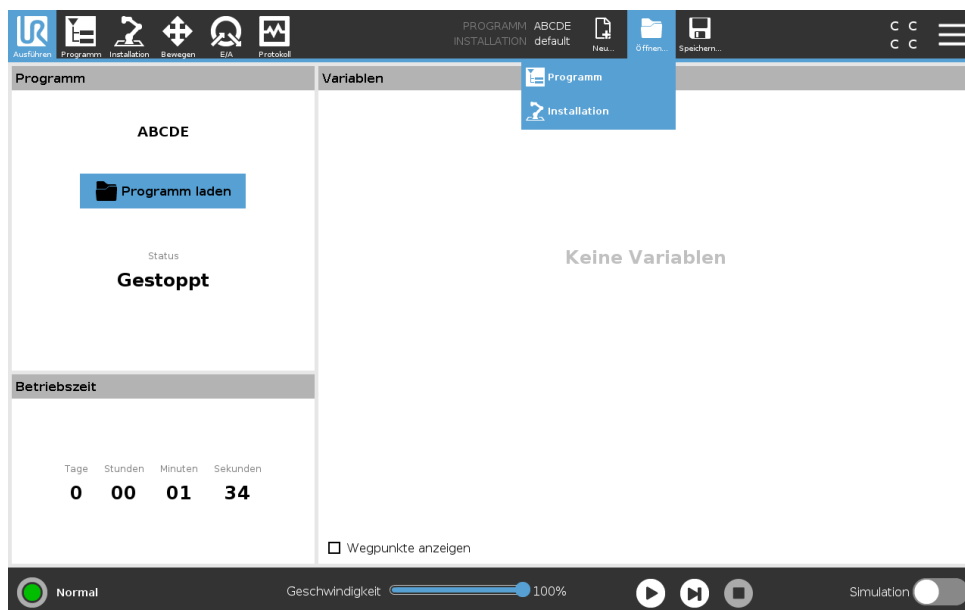 UR
PROGRAMM ABCDE
INSTALLATION default
C C
C C
Ausführen Programm Installation Bewegen E/A Protokoll Neu... Öffnen... Speichern...
Programm
Installation
Programm
Variablen
ABCDE
Programm laden
Status
Gestoppt
Keine Variablen
Betriebszeit
Tage Stunden Minuten Sekunden
0 00 01 34
Wegpunkte anzeigen
Normal
Geschwindigkeit 100%
Simulation